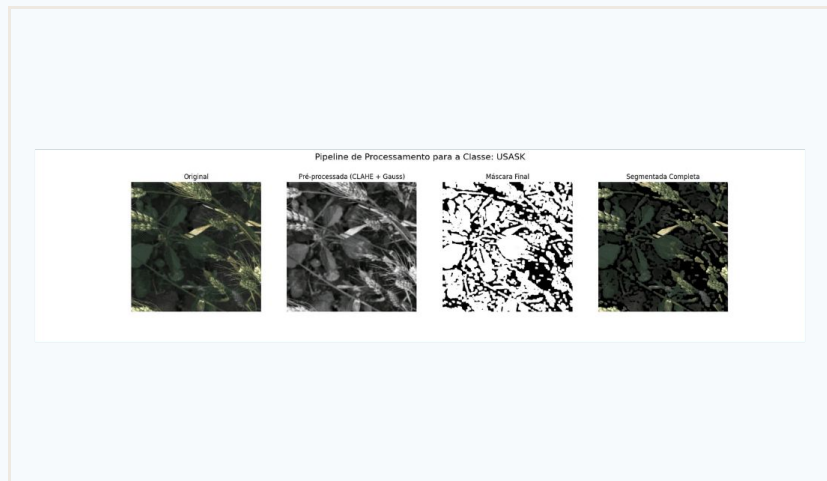 Pipeline de Processamento para a Classe: USASK
Original
Pré-processada (CLAHE + Gauss)
Máscara Final
Segmentada Completa